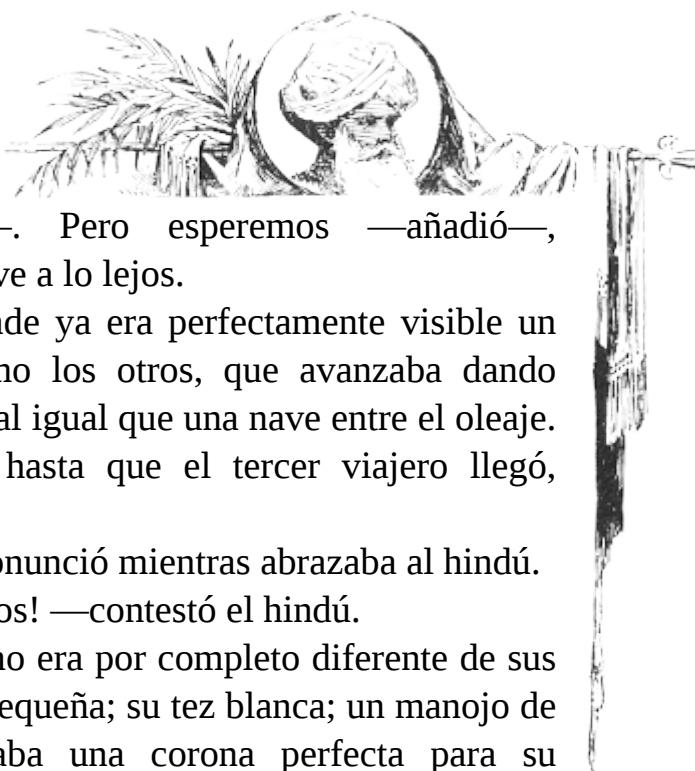 —. Pero esperemos —añadió—,
ve a lo lejos.
nde ya era perfectamente visible un
no los otros, que avanzaba dando
al igual que una nave entre el oleaje.
hasta que el tercer viajero llegó,
onunció mientras abrazaba al hindú.
os! —contestó el hindú.
no era por completo diferente de sus
equeña; su tez blanca; un manojo de
aba una corona perfecta para su